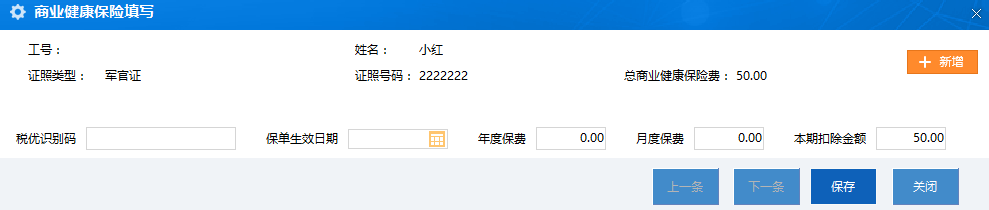 商业健康保险填写
工号：
姓名： 小红
证照类型： 军官证
证照号码：2222222
总商业健康保险费：50.00
新增
税优识别码
保单生效日期
年度保费 0.00
月度保费 0.00
本期扣除金额 50.00
上一条
下一条
保存
关闭